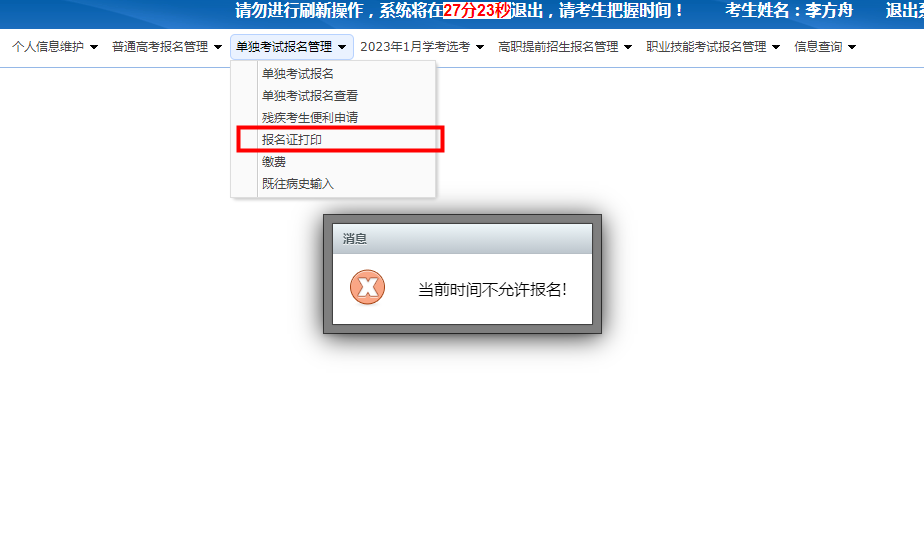 请勿进行刷新操作，系统将在27分23秒退出，请考生把握时间！ 考生姓名：李方舟 退出
个人信息维护 普通高考报名管理 单独考试报名管理 2023年1月学考选考 高职提前招生报名管理 职业技能考试报名管理 信息查询
单独考试报名
单独考试报名查看
残疾考生便利申请
报名证打印
缴费
既往病史输入
消息
当前时间不允许报名!